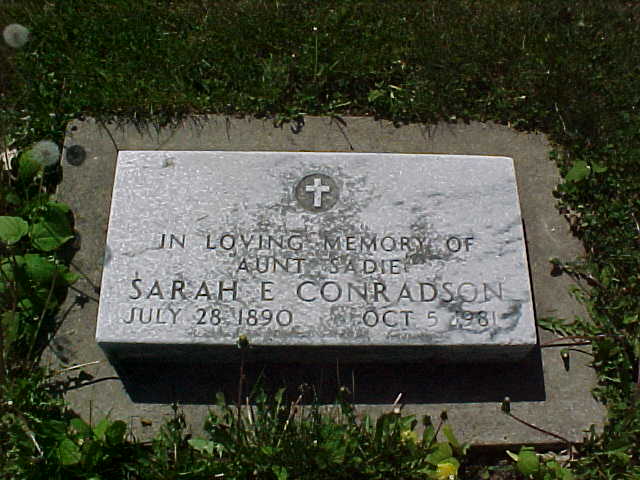 IN LOVING MEMORY OF
AUNT SADIE
SARAH E CONRADSON
JULY 28 1890 OCT 5 1981